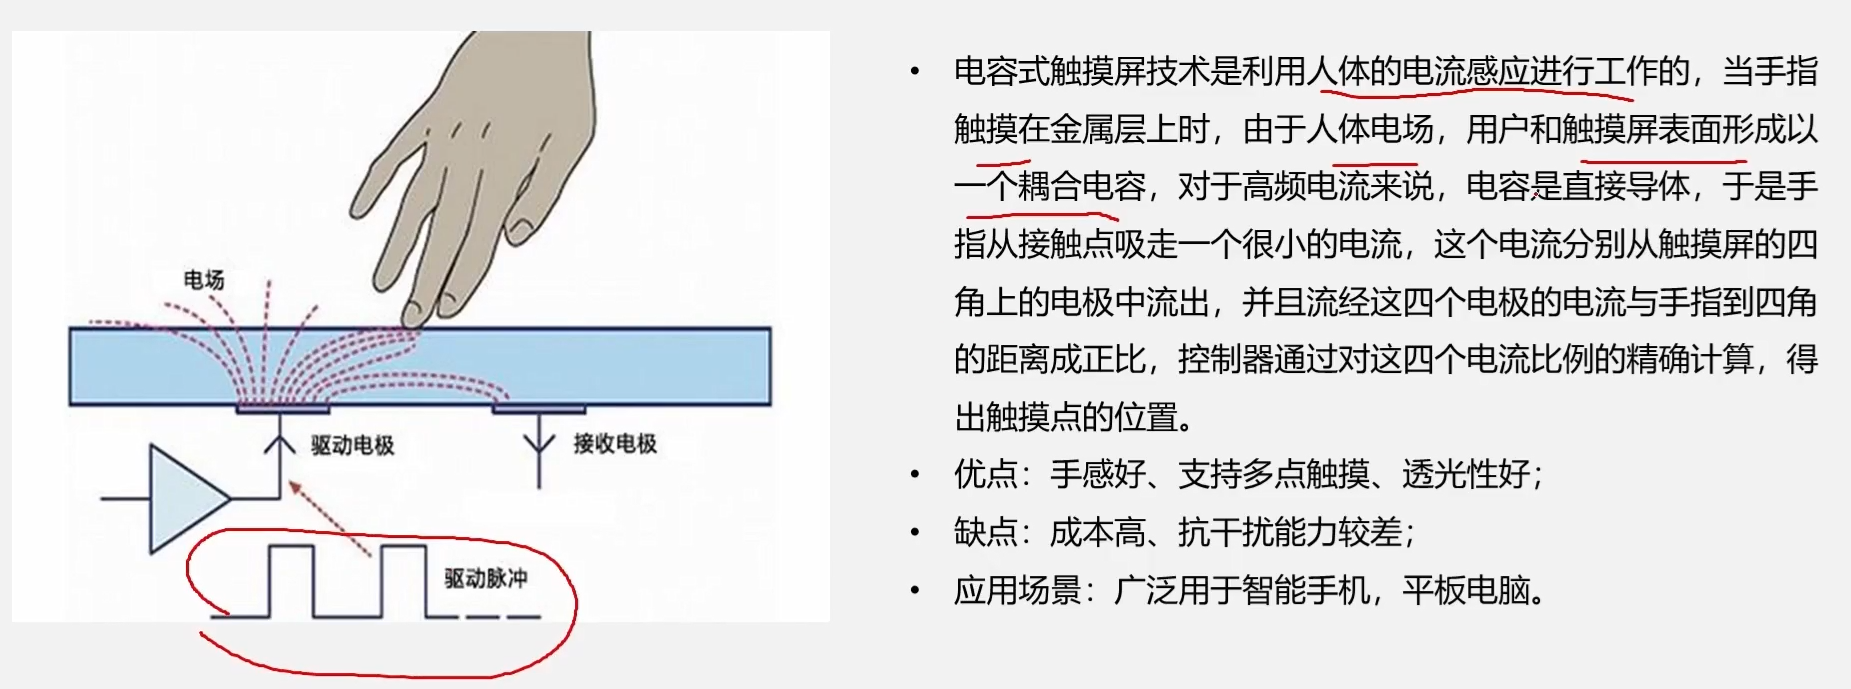 电场
驱动电极
接收电极
驱动脉冲
• 电容式触摸屏技术是利用人体的电流感应进行工作的，当手指
触摸在金属层上时，由于人体电场，用户和触摸屏表面形成以
一个耦合电容，对于高频电流来说，电容是直接导体，于是手
指从接触点吸走一个很小的电流，这个电流分别从触摸屏的四
角上的电极中流出，并且流经这四个电极的电流与手指到四角
的距离成正比，控制器通过对这四个电流比例的精确计算，得
出触摸点的位置。
• 优点：手感好、支持多点触摸、透光性好；
• 缺点：成本高、抗干扰能力较差；
• 应用场景：广泛用于智能手机，平板电脑。